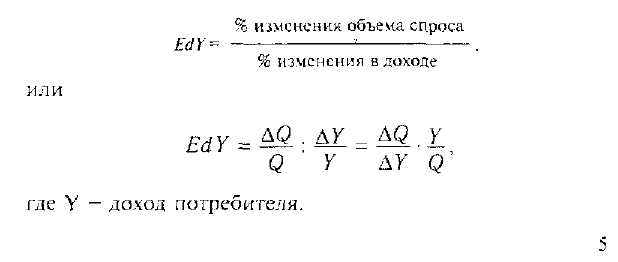 EdY = % изменения объема спроса / % изменения в доходе .
или
EdY = ΔQ/Q : ΔY/Y = ΔQ/ΔY · Y/Q,
где Y – доход потребителя.
5